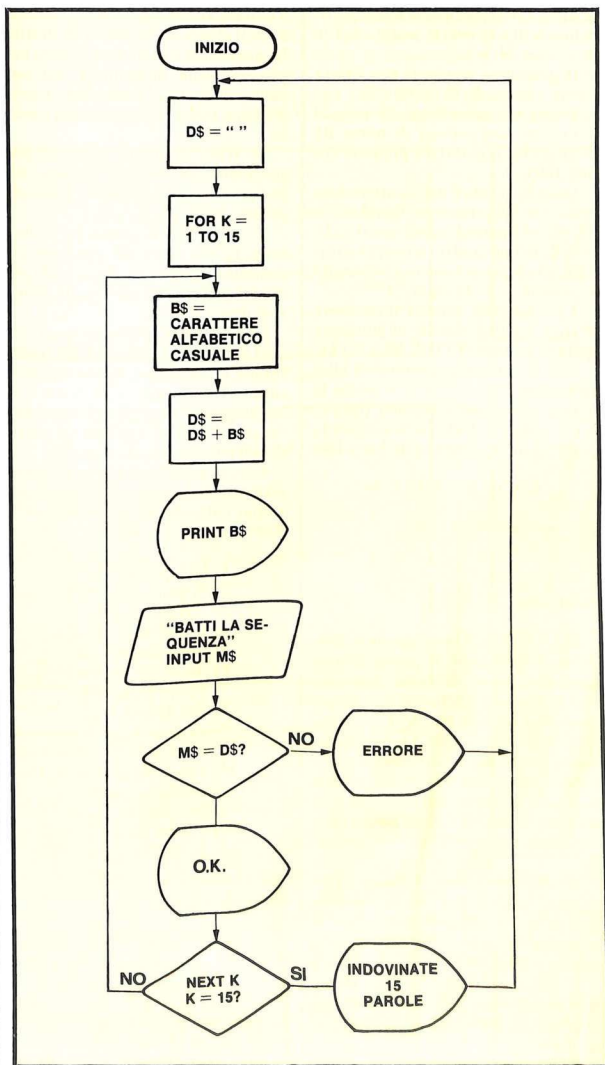 INIZIO
D$ = “ ”
FOR K =
1 TO 15
B$ =
CARATTERE
ALFABETICO
CASUALE
D$ =
D$ + B$
PRINT B$
“BATTI LA SE-
QUENZA”
INPUT M$
M$ = D$?
NO
ERRORE
O.K.
NO
NEXT K
K = 15?
SI
INDOVINATE
15
PAROLE